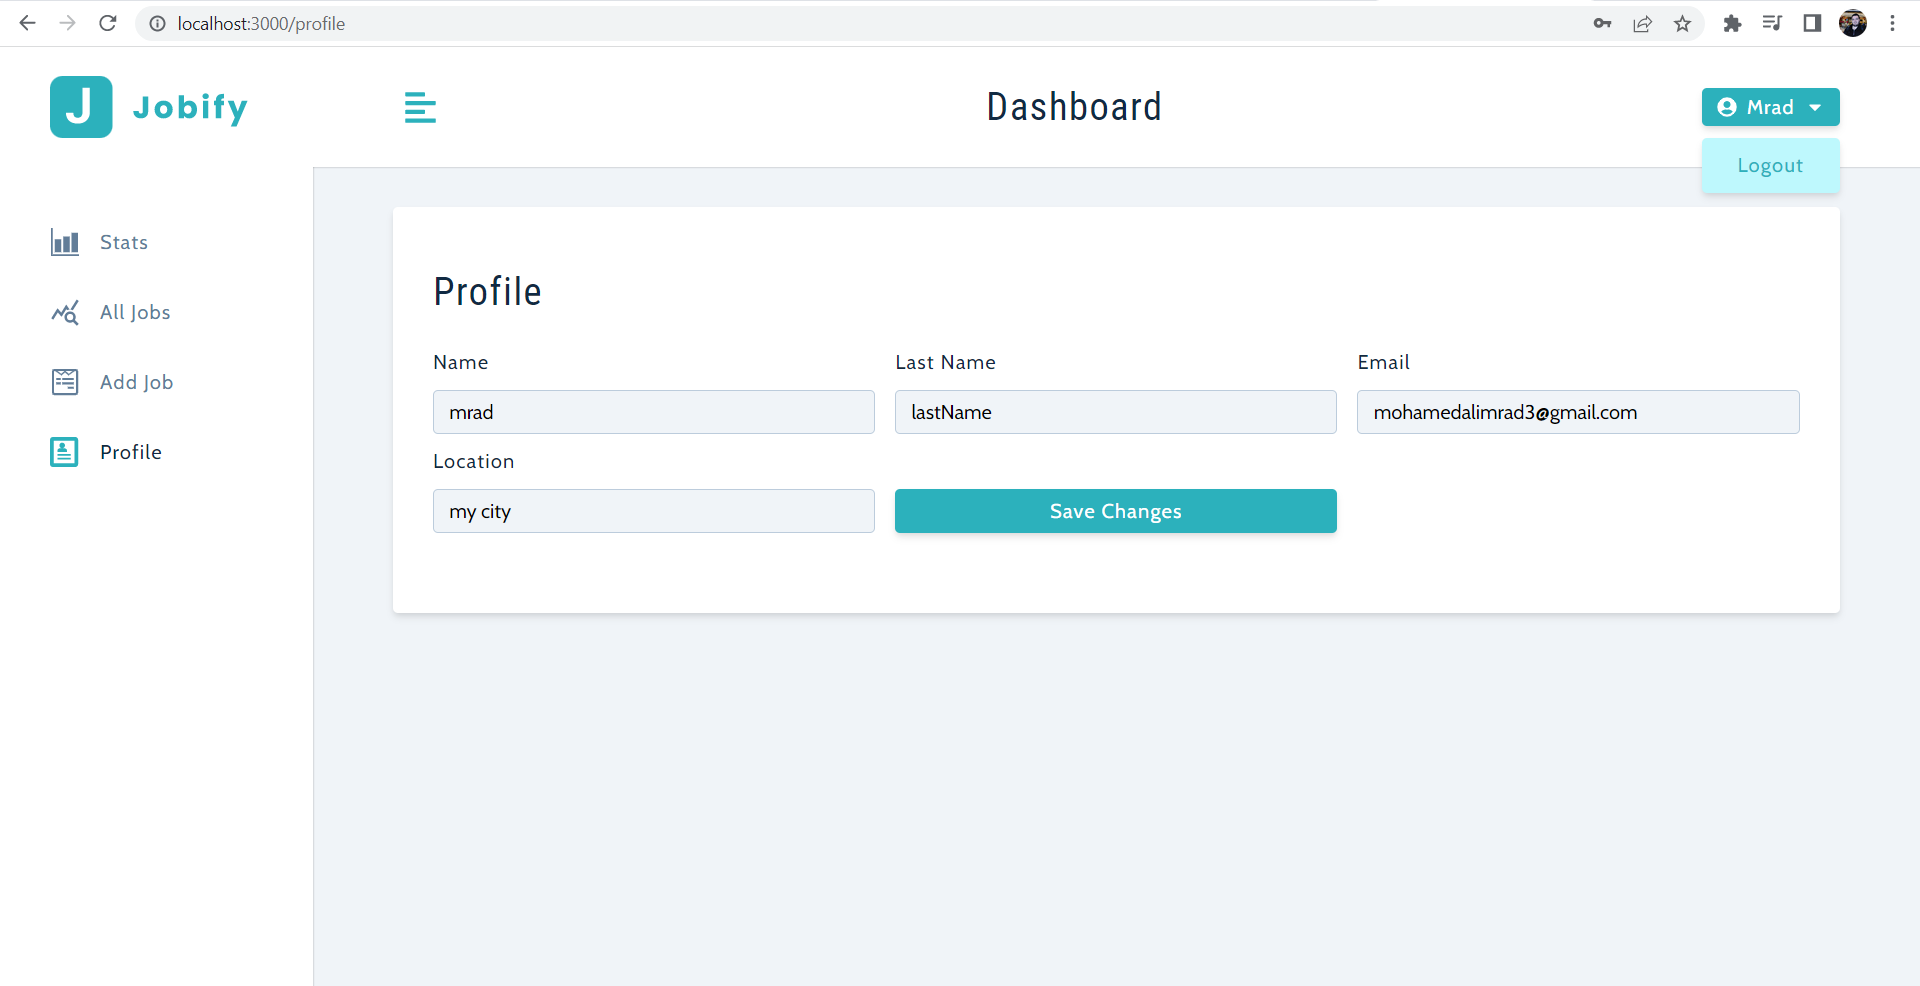 localhost:3000/profile
J Jobify
Dashboard
Mrad
Logout
Stats
All Jobs
Add Job
Profile
Profile
Name
Last Name
Email
mrad
lastName
mohamedalimrad3@gmail.com
Location
my city
Save Changes